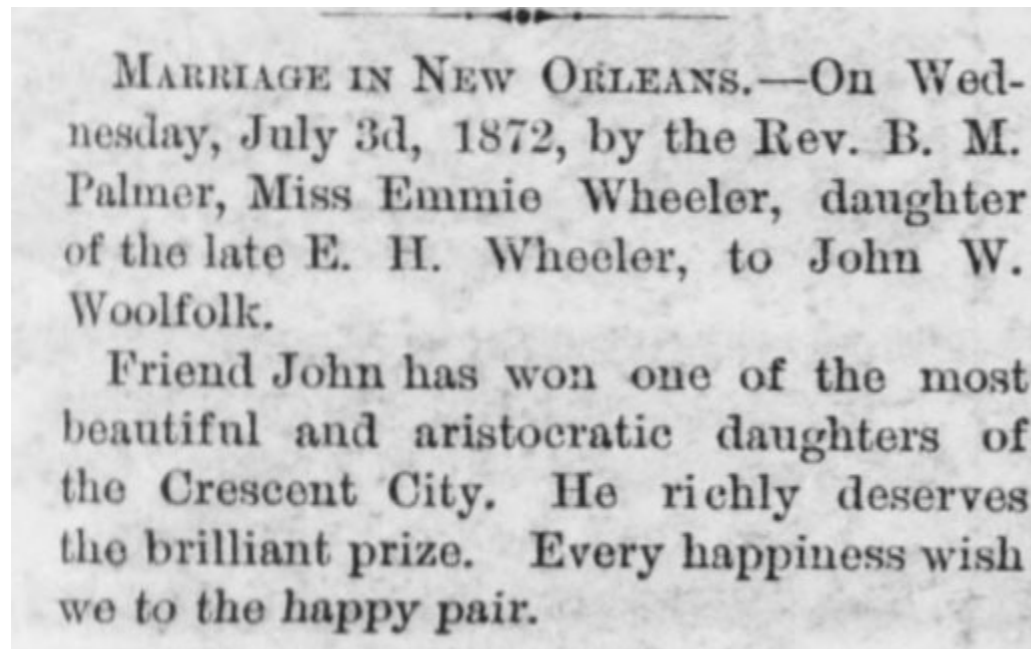 MARRIAGE IN NEW ORLEANS.—On Wed-
nesday, July 3d, 1872, by the Rev. B. M.
Palmer, Miss Emmie Wheeler, daughter
of the late E. H. Wheeler, to John W.
Woolfolk.
Friend John has won one of the most
beautiful and aristocratic daughters of
the Crescent City. He richly deserves
the brilliant prize. Every happiness wish
we to the happy pair.